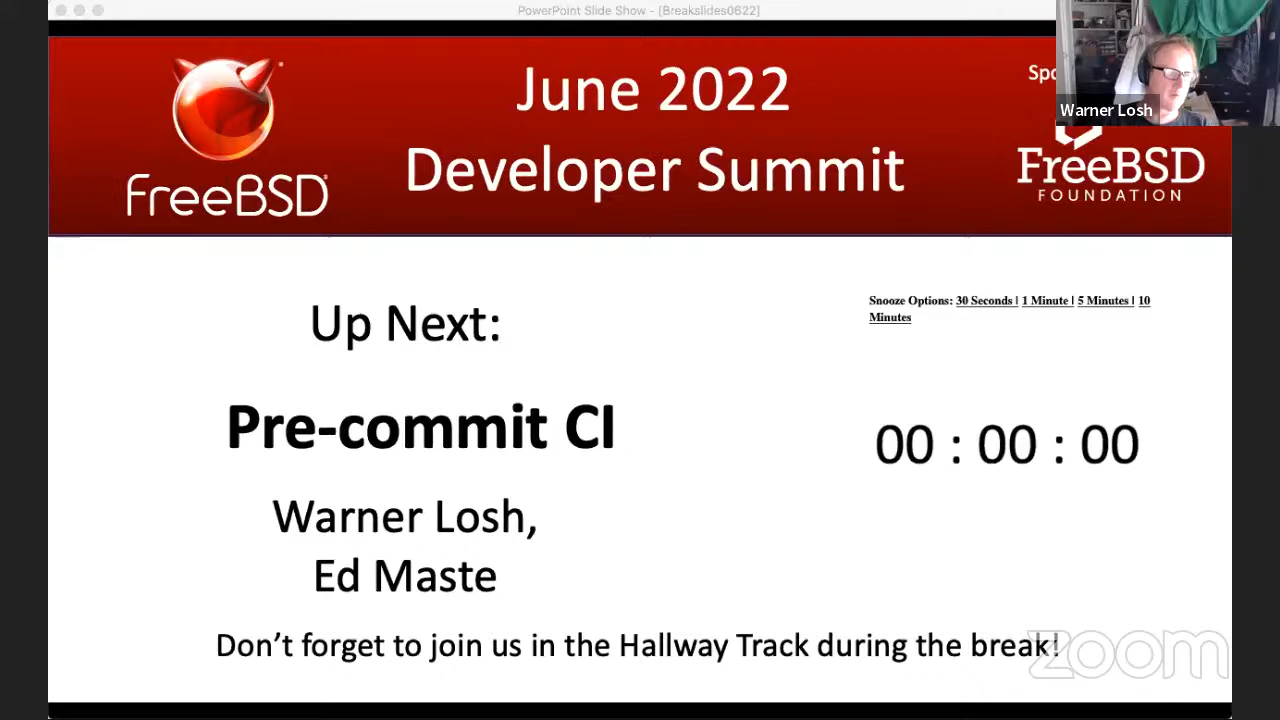 PowerPoint Slide Show - [Breakslides0622]
June 2022
Developer Summit
FreeBSD
Spo
Warner Losh
FreeBSD
FOUNDATION
Up Next:
Pre-commit CI
Warner Losh,
Ed Maste
Snooze Options: 30 Seconds | 1 Minute | 5 Minutes | 10
Minutes
00 : 00 : 00
Don't forget to join us in the Hallway Track during the break!
zoom